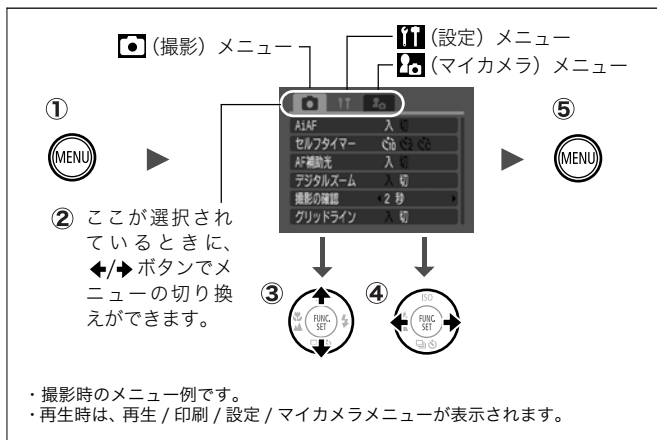 （撮影）メニュー
（設定）メニュー
（マイカメラ）メニュー
①
MENU
② ここが選択され
ているときに、
←/→ ボタンでメ
ニューの切り換
えができます。
AiAF 入 切
セルフタイマー
AF補助光 入 切
デジタルズーム 入 切
撮影の確認 2 秒
グリッドライン 入 切
③
FUNC.
SET
④
ISO
FUNC.
SET
⑤
MENU
・撮影時のメニュー例です。
・再生時は、再生 / 印刷 / 設定 / マイカメラメニューが表示されます。